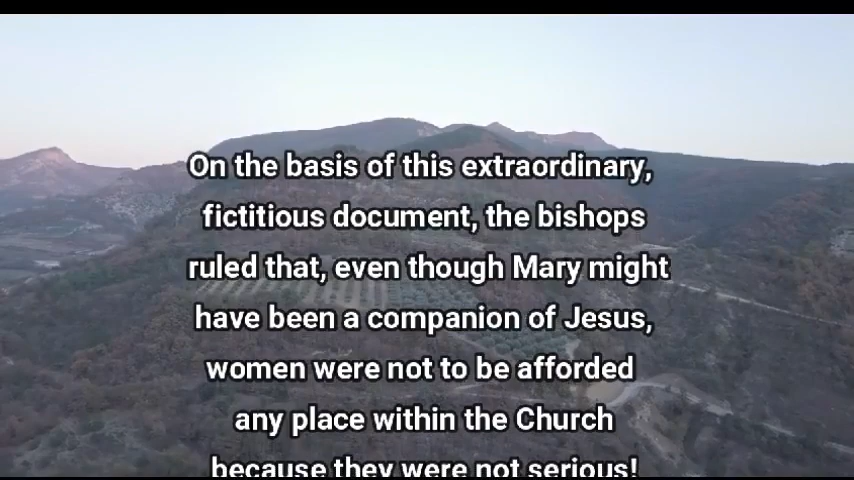 On the basis of this extraordinary,
fictitious document, the bishops
ruled that, even though Mary might
have been a companion of Jesus,
women were not to be afforded
any place within the Church
because they were not serious!